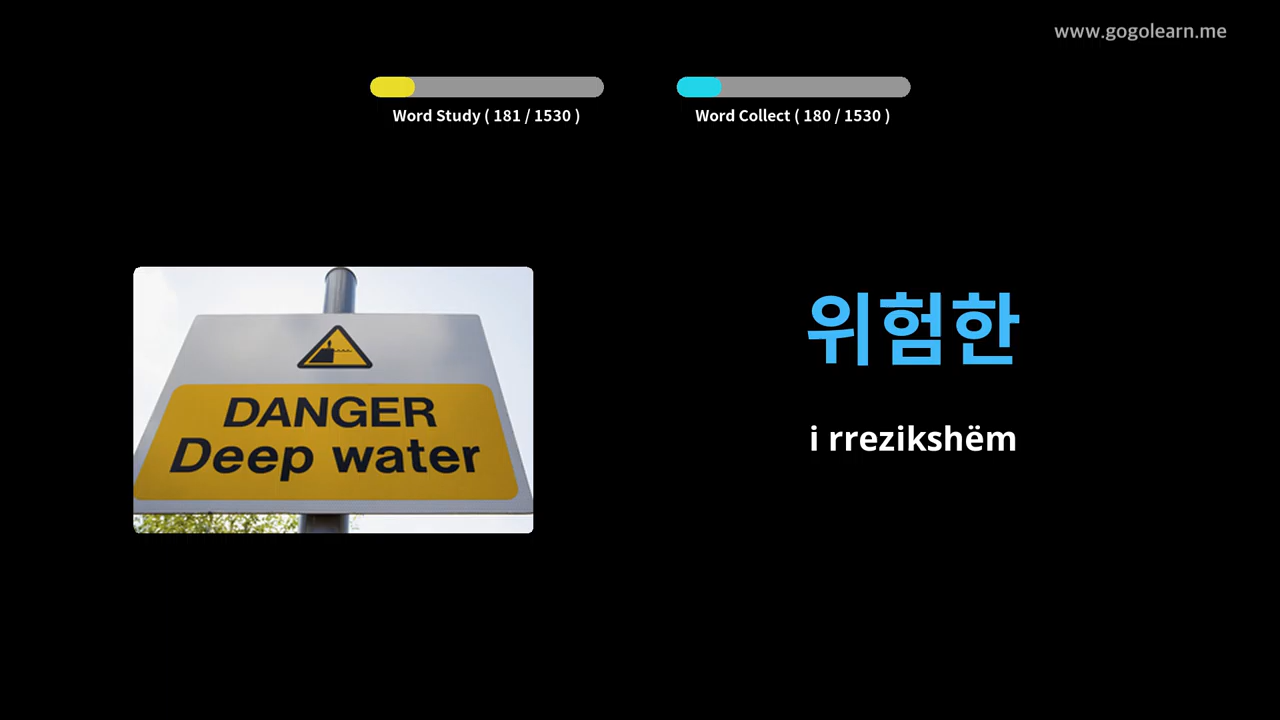 www.gogolearn.me
Word Study ( 181 / 1530 )
Word Collect ( 180 / 1530 )
DANGER
Deep water
위험한
i rrezikshëm